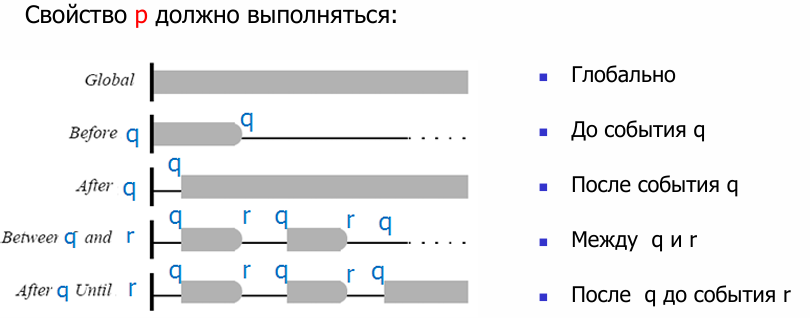 Свойство p должно выполняться:
Global
Глобально
q
Before q
До события q
q
After q
После события q
q r q r q
Between q and r
Между q и r
q r q r q
After q Until r
После q до события r